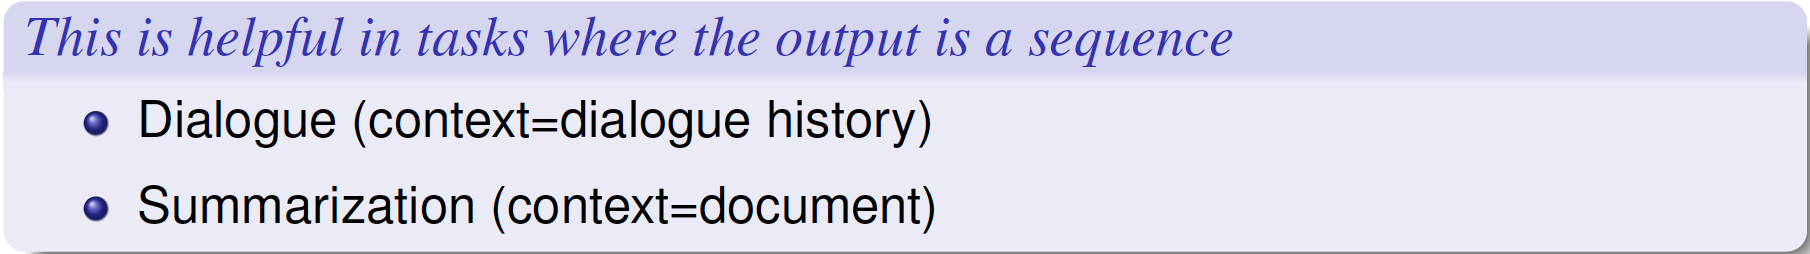 This is helpful in tasks where the output is a sequence
Dialogue (context=dialogue history)
Summarization (context=document)